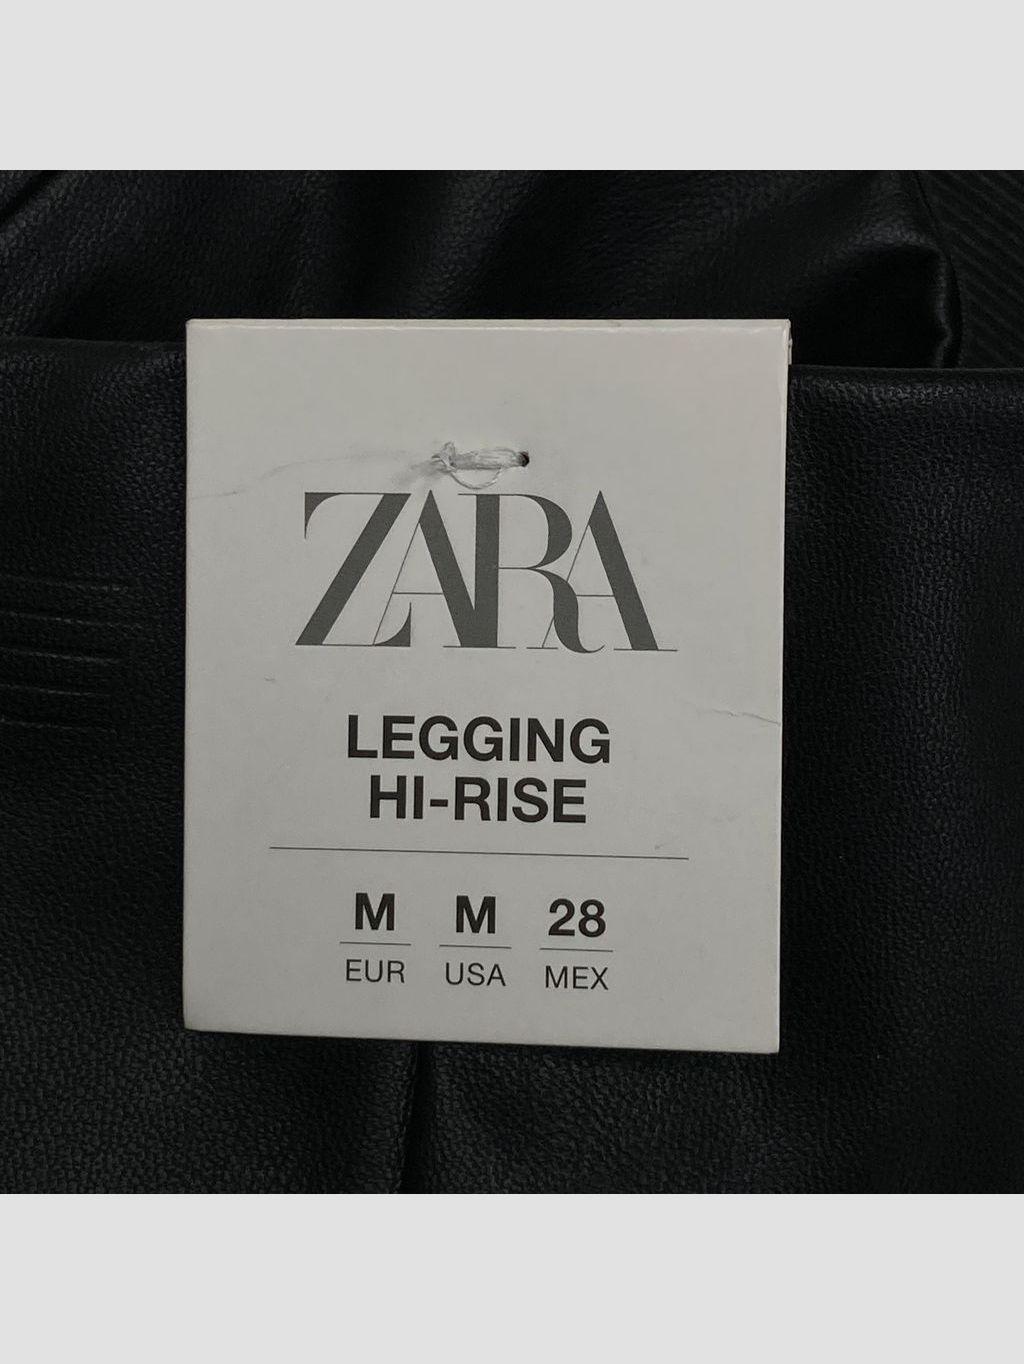 ZARA
LEGGING
HI-RISE
M M 28
EUR USA MEX